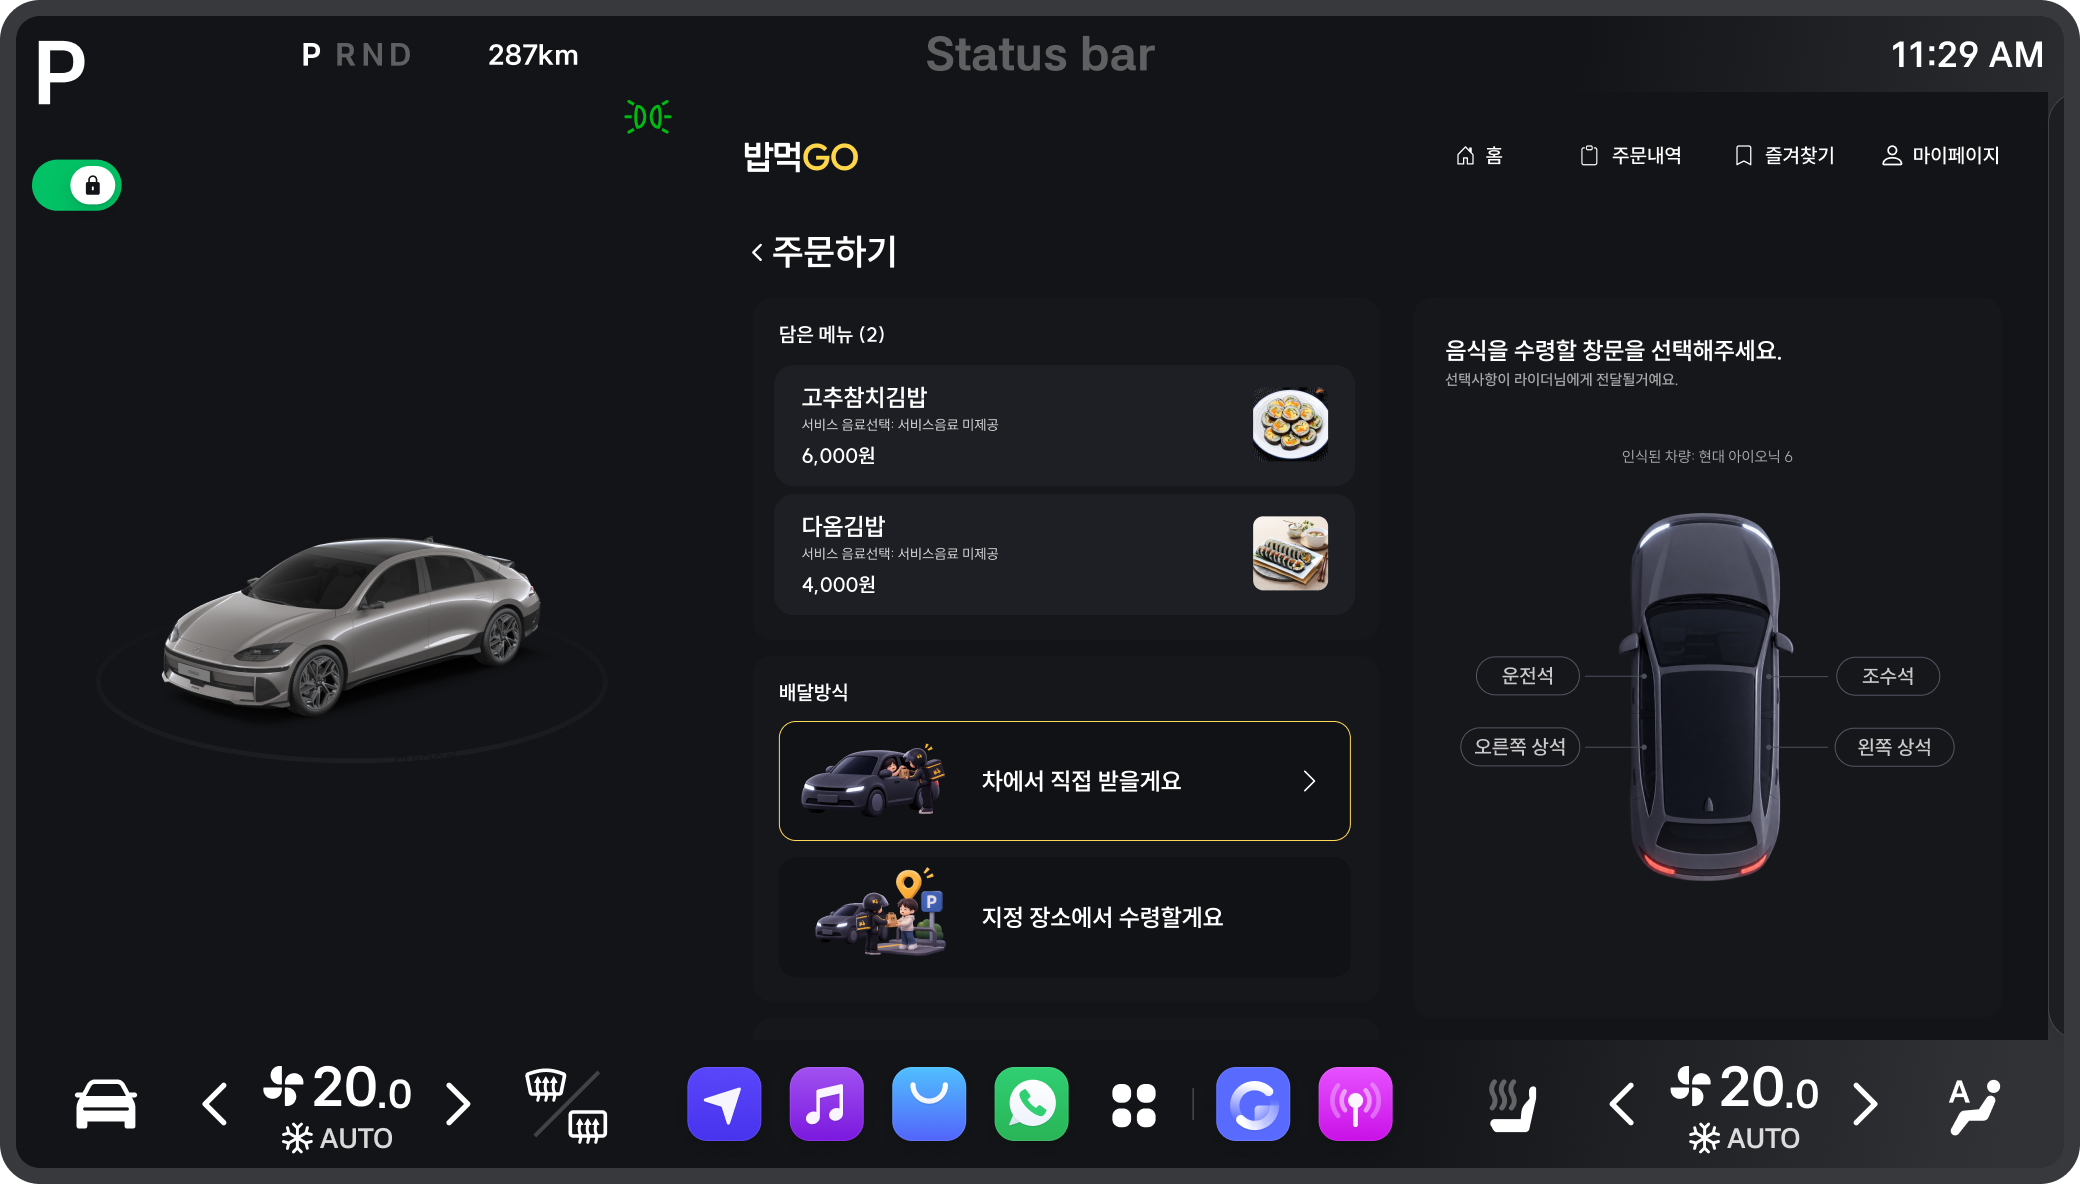 P
P R N D
287km
Status bar
11:29 AM
밥먹GO
홈
주문내역
즐겨찾기
마이페이지
주문하기
담은 메뉴 (2)
고추참치김밥
서비스 음료선택: 서비스음료 미제공
6,000원
다옴김밥
서비스 음료선택: 서비스음료 미제공
4,000원
배달방식
차에서 직접 받을게요
P
지정 장소에서 수령할게요
음식을 수령할 창문을 선택해주세요.
선택사항이 라이더님에게 전달될거예요.
인식된 차량: 현대 아이오닉 6
운전석
조수석
오른쪽 상석
왼쪽 상석
20.0
AUTO
20.0
AUTO
A